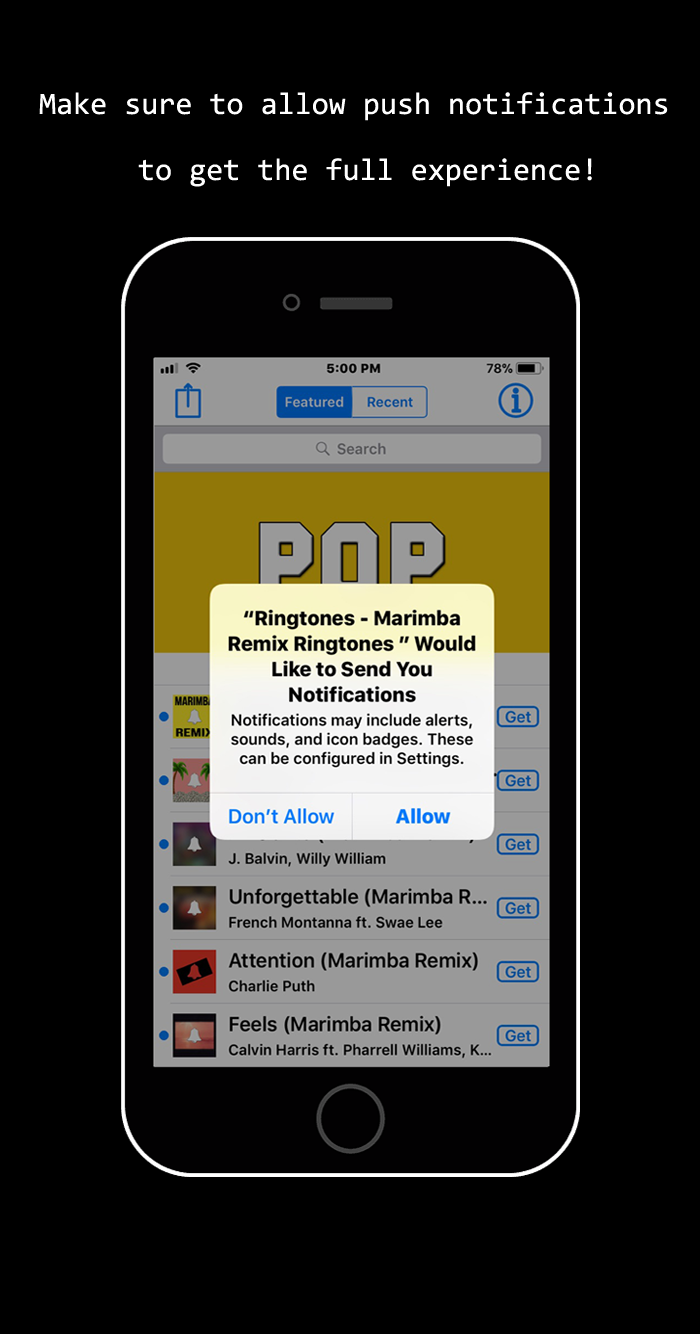 Make sure to allow push notifications
to get the full experience!
5:00 PM
78%
Featured
Recent
Search
POP
“Ringtones - Marimba
Remix Ringtones ” Would
Like to Send You
Notifications
Notifications may include alerts,
sounds, and icon badges. These
can be configured in Settings.
Don’t Allow
Allow
MARIMBA
REMIX
Get
Get
J. Balvin, Willy William
Get
Unforgettable (Marimba R...
French Montanna ft. Swae Lee
Get
Attention (Marimba Remix)
Charlie Puth
Get
Feels (Marimba Remix)
Calvin Harris ft. Pharrell Williams, K...
Get